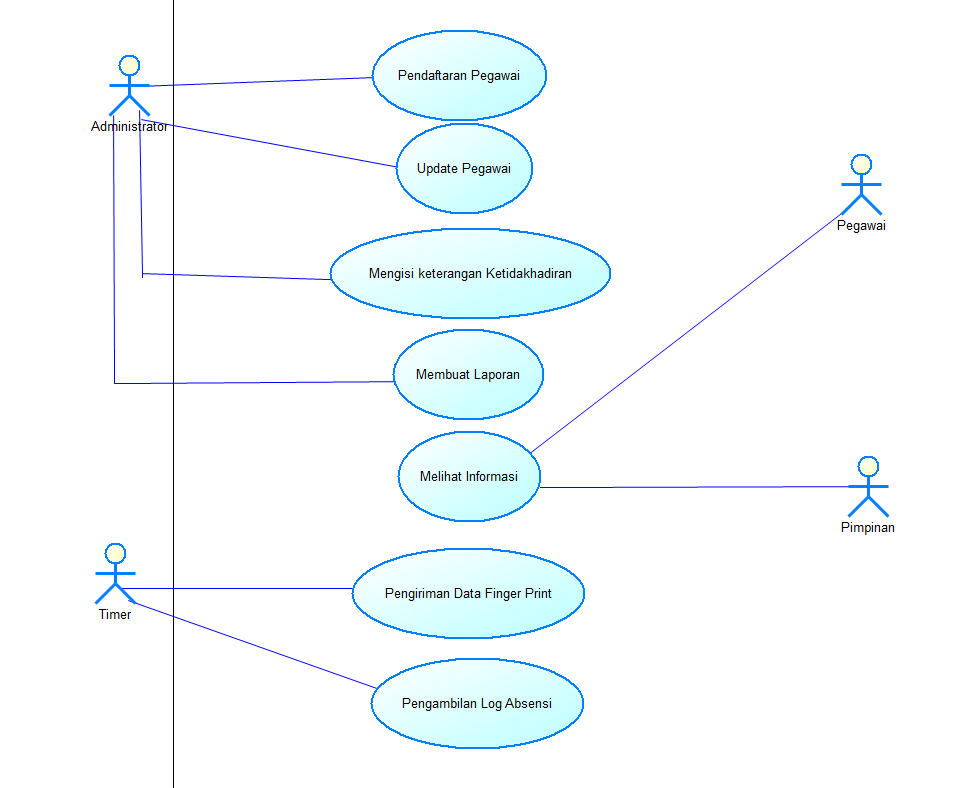 Pendaftaran Pegawai
Administrator
Update Pegawai
Pegawai
Mengisi keterangan Ketidakhadiran
Membuat Laporan
Melihat Informasi
Pimpinan
Pengiriman Data Finger Print
Timer
Pengambilan Log Absensi